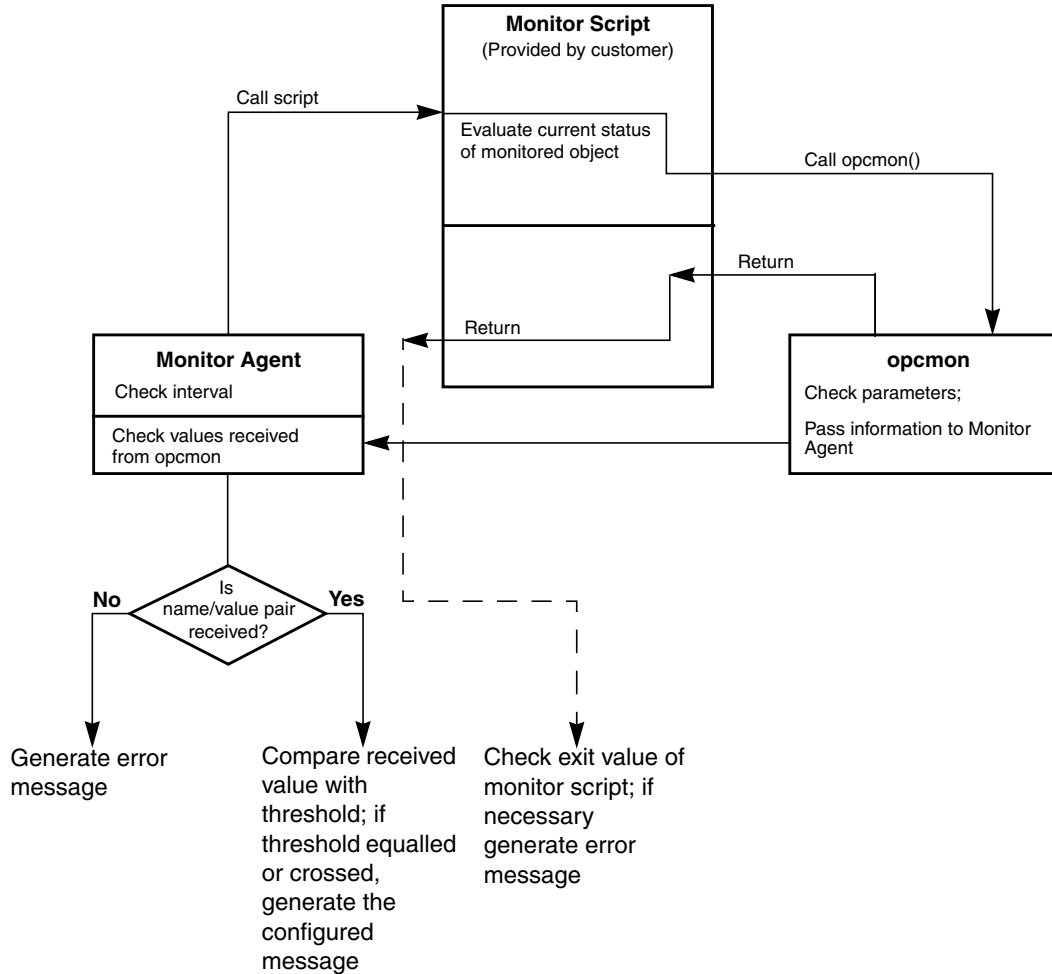 Monitor Script
(Provided by customer)
Call script
Evaluate current status
of monitored object
Call opcmon()
Return
Return
Monitor Agent
Check interval
Check values received
from opcmon
opcmon
Check parameters;
Pass information to Monitor
Agent
Is
name/value pair
received?
No
Yes
Generate error
message
Compare received
value with
threshold; if
threshold equalled
or crossed,
generate the
configured
message
Check exit value of
monitor script; if
necessary
generate error
message